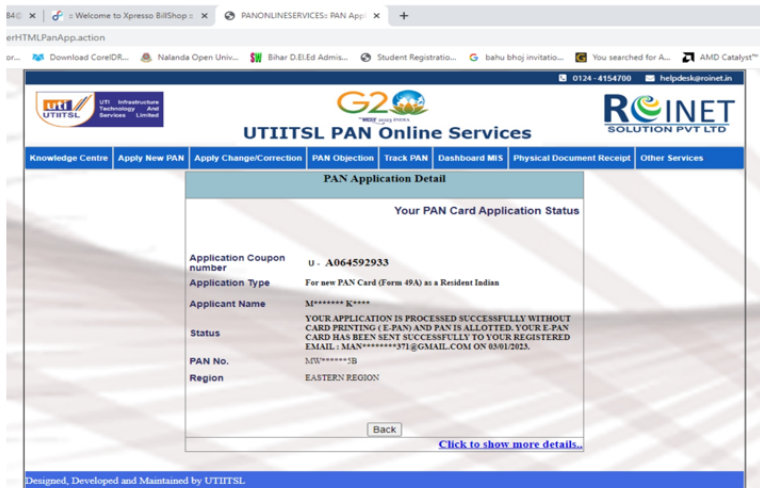 :: Welcome to Xpresso BillShop ::
PANONLINESERVICES:: PAN Appl
erHTMLPanApp.action
or... Download CorelDR... Nalanda Open Univ... Bihar D.El.Ed Admis... Student Registratio... bahu bhoj invitatio... You searched for A... AMD Catalyst™
0124 -4154700 helpdesk@roinet.in
uti
UTIITSL
UTI Infrastructure
Technology And
Services Limited
G20
ROINET
SOLUTION PVT LTD
UTIITSL PAN Online Services
Knowledge Centre Apply New PAN Apply Change/Correction PAN Objection Track PAN Dashboard MIS Physical Document Receipt Other Services
PAN Application Detail
Your PAN Card Application Status
Application Coupon number U - A064592933
Application Type For new PAN Card (Form 49A) as a Resident Indian
Applicant Name M******* K****
Status YOUR APPLICATION IS PROCESSED SUCCESSFULLY WITHOUT
CARD PRINTING ( E-PAN) AND PAN IS ALLOTTED. YOUR E-PAN
CARD HAS BEEN SENT SUCCESSFULLY TO YOUR REGISTERED
EMAIL : MAN********371@GMAIL.COM ON 03/01/2023.
PAN No. MW******5B
Region EASTERN REGION
Back
Click to show more details..
Designed, Developed and Maintained by UTIITSL